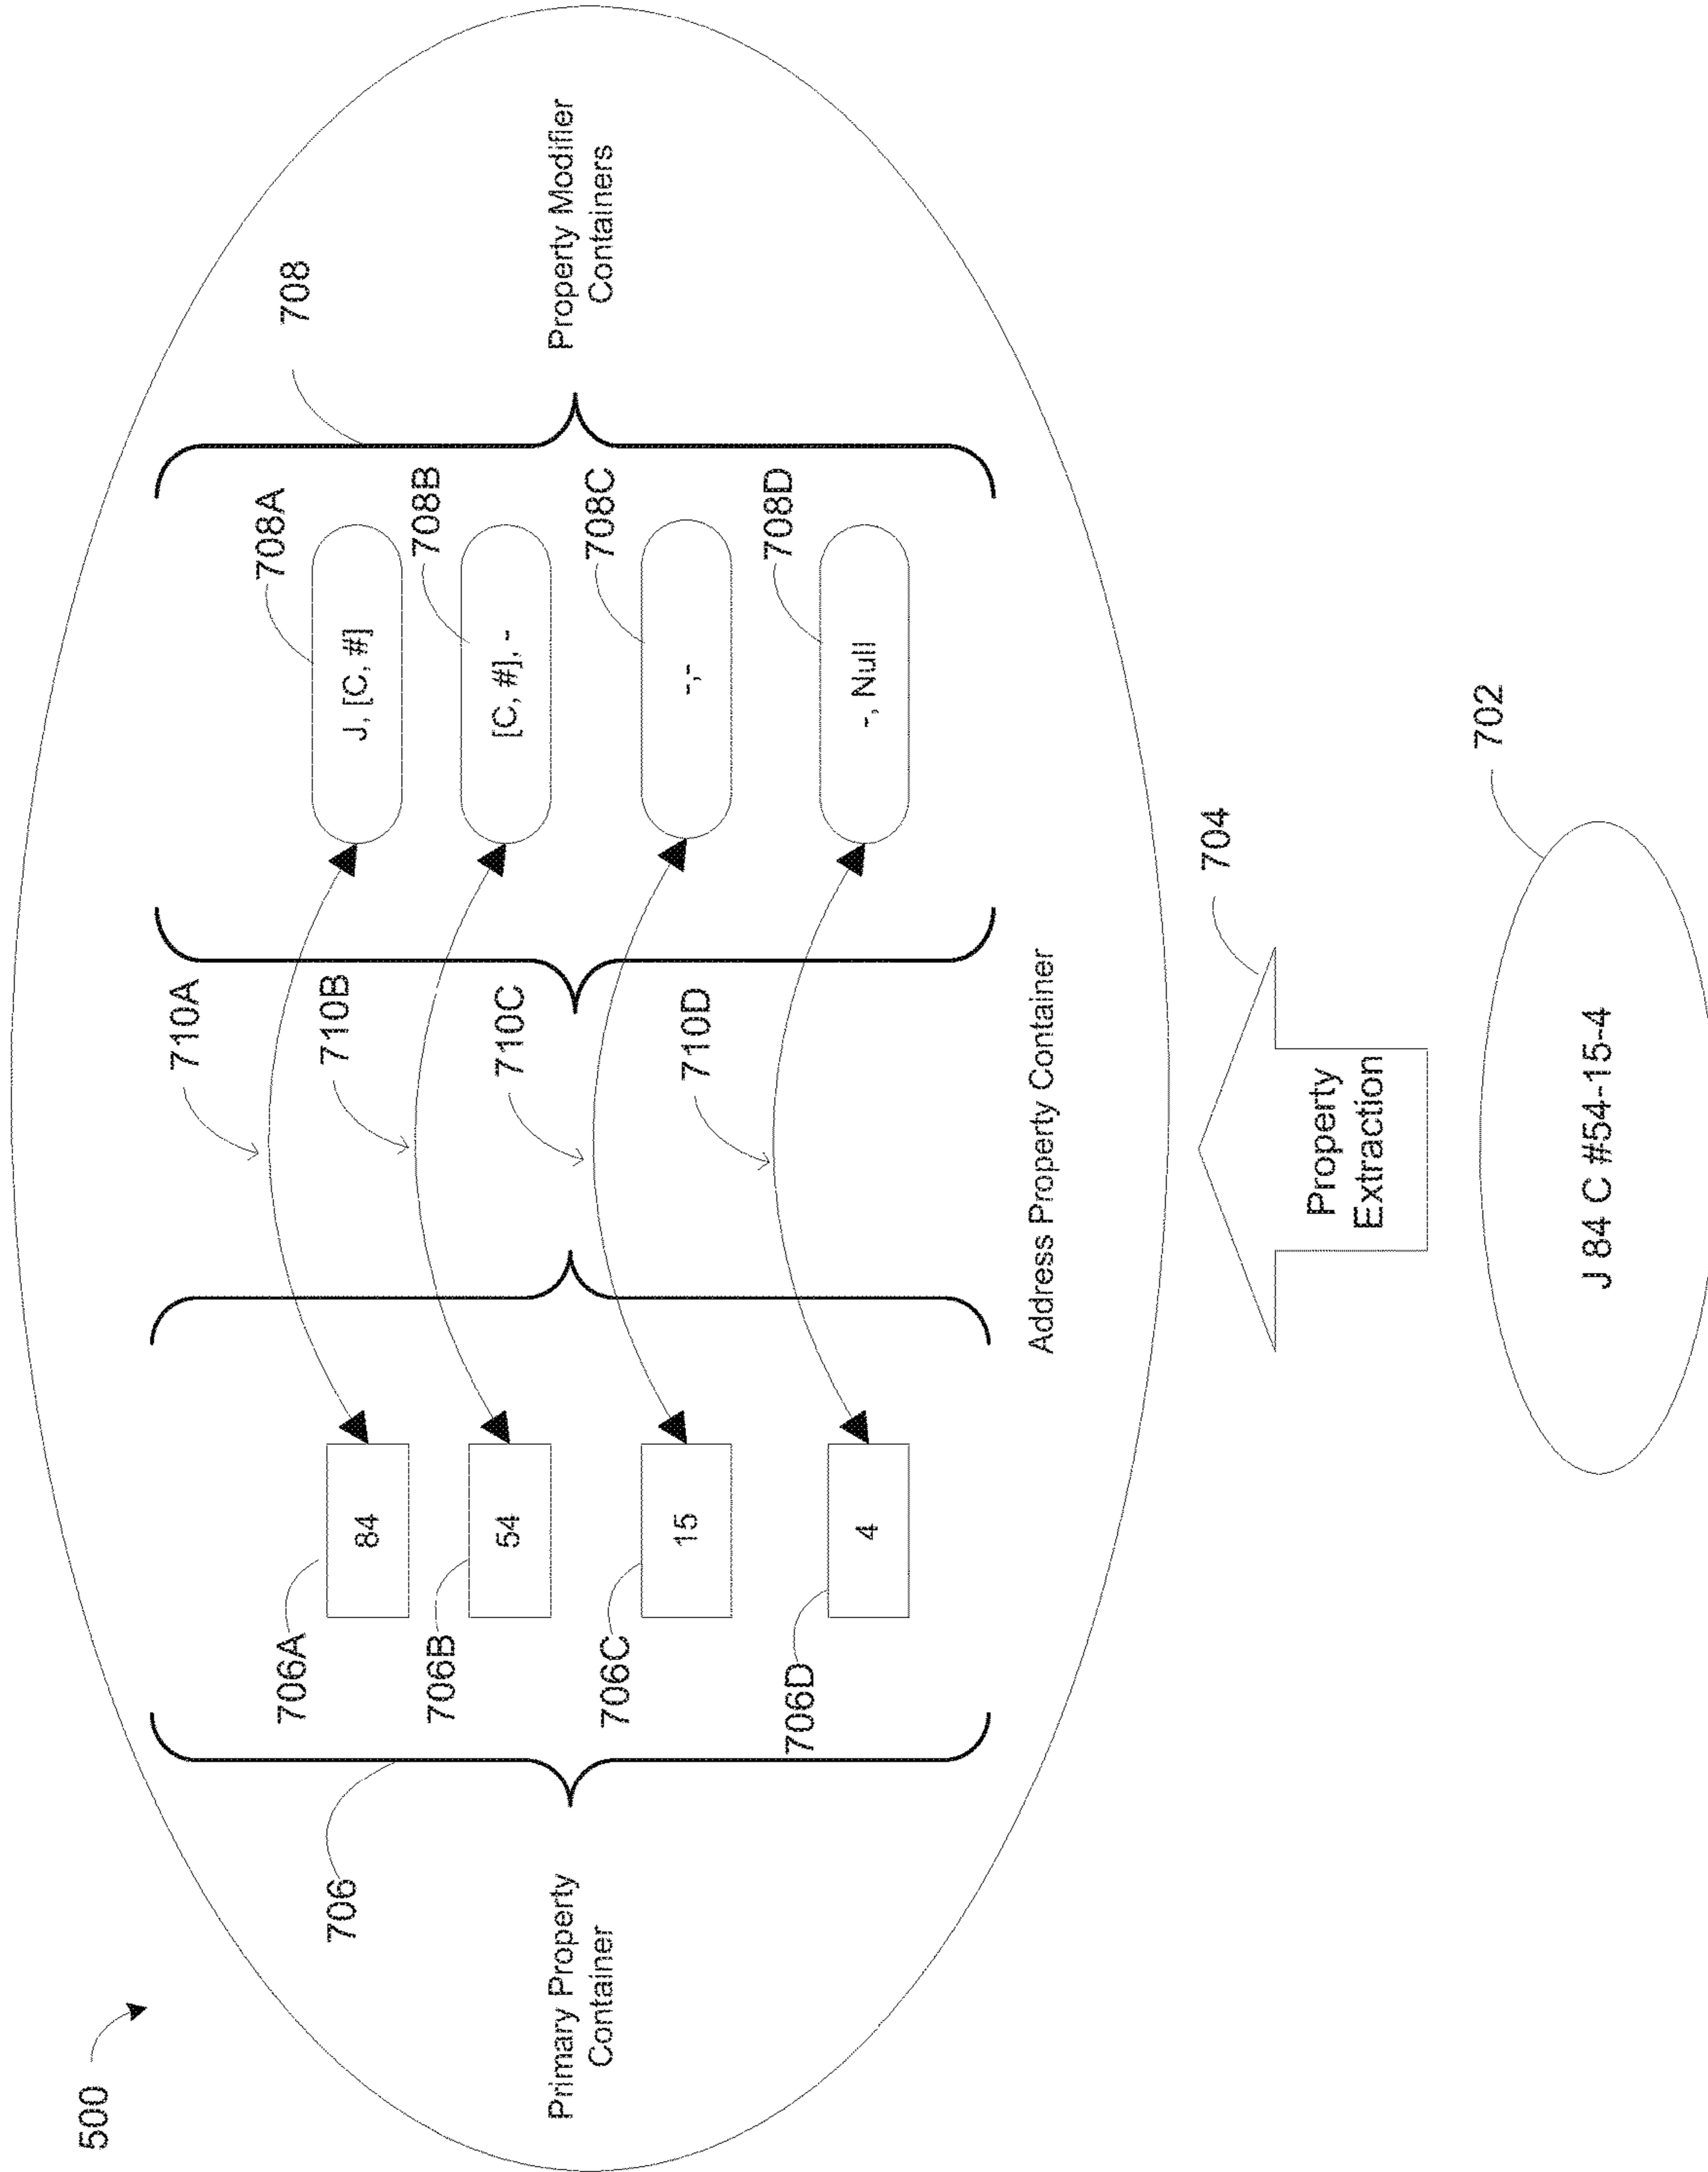 500
706
708
710A
706A
84
J, [C, #]
708A
710B
706B
54
[C, #], -
708B
710C
706C
15
-,-
708C
710D
706D
4
-, Null
708D
Primary Property
Container
Property Modifier
Containers
Address Property Container
704
Property
Extraction
702
J 84 C #54-15-4